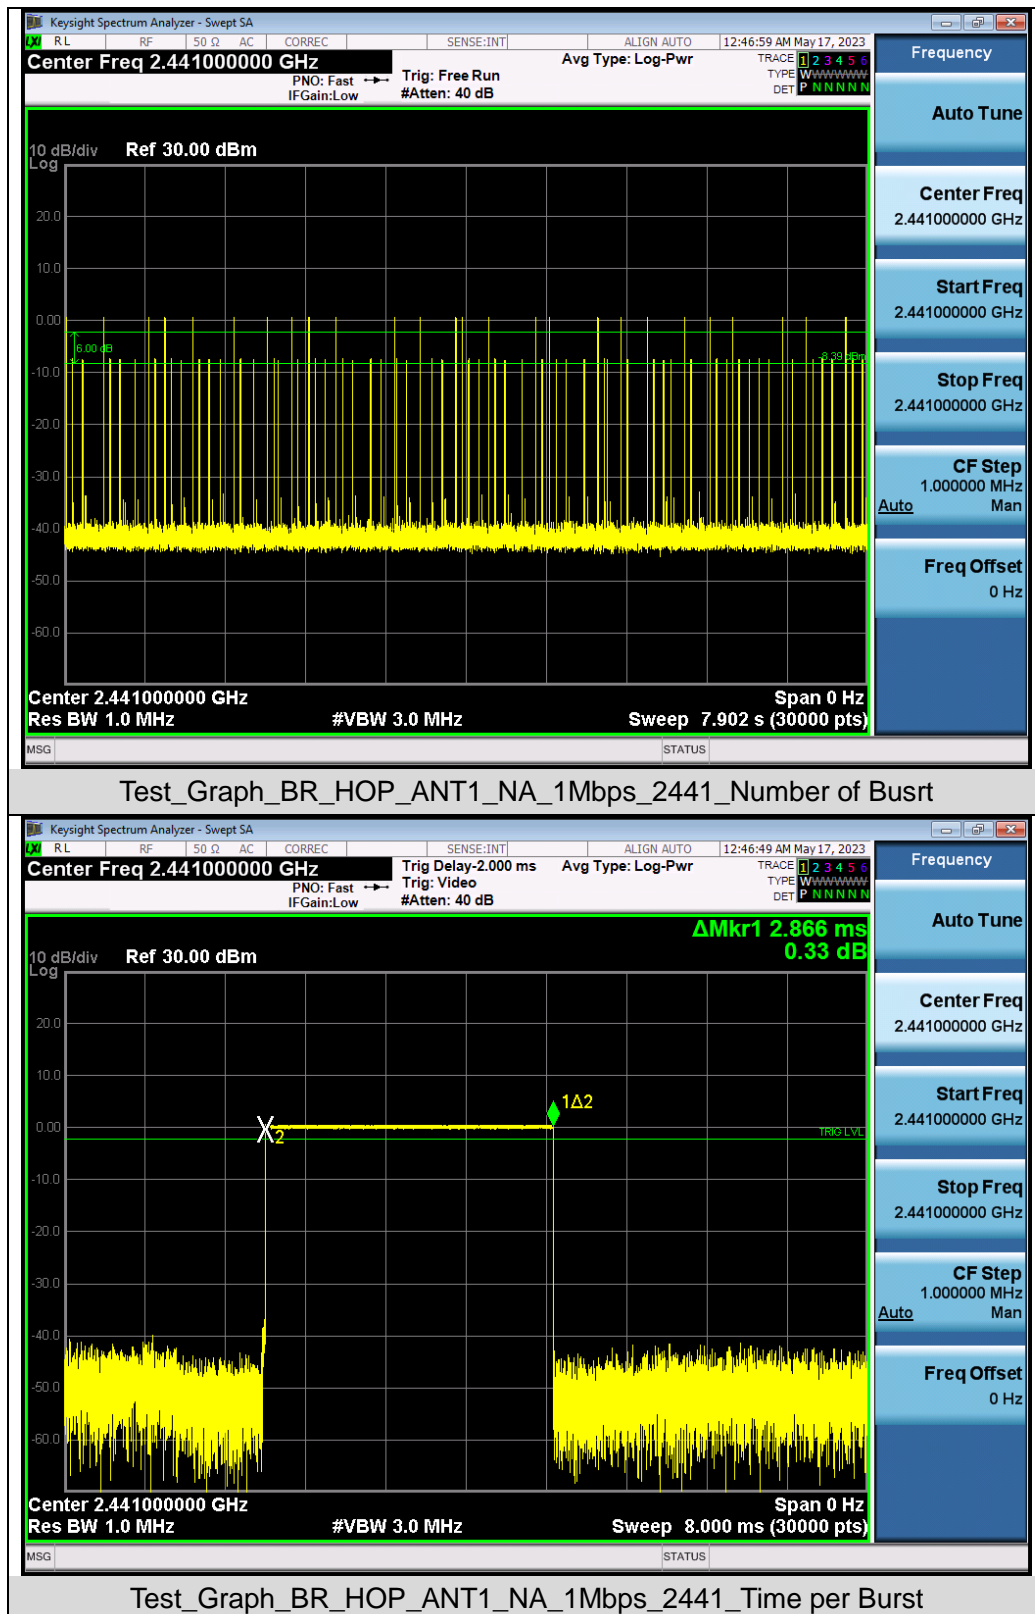 Keysight Spectrum Analyzer - Swept SA
LXI RL RF 50 Ω AC CORREC SENSE:INT ALIGN AUTO 12:46:59 AM May 17, 2023
Center Freq 2.441000000 GHz Avg Type: Log-Pwr TRACE 1 2 3 4 5 6
PNO: Fast Trig: Free Run TYPE WWWWWW
IFGain:Low #Atten: 40 dB DET P N N N N N
Frequency
Auto Tune
10 dB/div Ref 30.00 dBm
Log
20.0
10.0
0.00
6.00 dB
-8.39 dBm
-10.0
-20.0
-30.0
-40.0
-50.0
-60.0
Center 2.441000000 GHz Span 0 Hz
Res BW 1.0 MHz #VBW 3.0 MHz Sweep 7.902 s (30000 pts)
Center Freq
2.441000000 GHz
Start Freq
2.441000000 GHz
Stop Freq
2.441000000 GHz
CF Step
1.000000 MHz
Auto Man
Freq Offset
0 Hz
MSG STATUS
Test_Graph_BR_HOP_ANT1_NA_1Mbps_2441_Number of Busrt
Keysight Spectrum Analyzer - Swept SA
LXI RL RF 50 Ω AC CORREC SENSE:INT ALIGN AUTO 12:46:49 AM May 17, 2023
Center Freq 2.441000000 GHz Trig Delay-2.000 ms Avg Type: Log-Pwr TRACE 1 2 3 4 5 6
PNO: Fast Trig: Video TYPE WWWWWW
IFGain:Low #Atten: 40 dB DET P N N N N N
Frequency
Auto Tune
ΔMkr1 2.866 ms
0.33 dB
10 dB/div Ref 30.00 dBm
Log
20.0
10.0
1Δ2
0.00
2
TRIG LVL
-10.0
-20.0
-30.0
-40.0
-50.0
-60.0
Center 2.441000000 GHz Span 0 Hz
Res BW 1.0 MHz #VBW 3.0 MHz Sweep 8.000 ms (30000 pts)
Center Freq
2.441000000 GHz
Start Freq
2.441000000 GHz
Stop Freq
2.441000000 GHz
CF Step
1.000000 MHz
Auto Man
Freq Offset
0 Hz
MSG STATUS
Test_Graph_BR_HOP_ANT1_NA_1Mbps_2441_Time per Burst